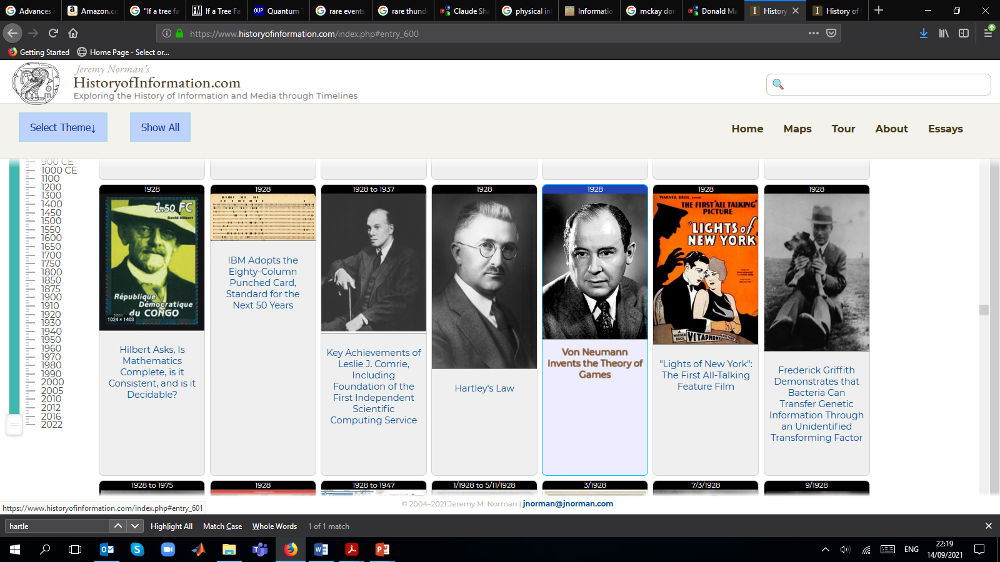 Advances i
Amazon.co
"If a tree fa
If a Tree Fa
Quantum T
rare events
rare thund
Claude Sha
physical inf
Informatio
mckay don
Donald Ma
History
History of I
https://www.historyofinformation.com/index.php#entry_600
Getting Started
Home Page - Select or...
Jeremy Norman's
HistoryofInformation.com
Exploring the History of Information and Media through Timelines
Select Theme↓
Show All
Home
Maps
Tour
About
Essays
900 CE
1000 CE
1100
1200
1300
1400
1450
1500
1550
1600
1650
1700
1750
1800
1850
1875
1900
1910
1920
1930
1940
1950
1960
1970
1980
1990
2000
2005
2010
2012
2016
2022
1928
1.50 FC
David Hilbert
République
Démocratique
du CONGO
2001
1024 × 1403
Hilbert Asks, Is
Mathematics
Complete, is it
Consistent, and is it
Decidable?
1928
IBM Adopts the
Eighty-Column
Punched Card,
Standard for the
Next 50 Years
1928 to 1937
Key Achievements of
Leslie J. Comrie,
Including
Foundation of the
First Independent
Scientific
Computing Service
1928
Hartley's Law
1928
Von Neumann
Invents the Theory of
Games
1928
WARNER BROS. present
THE FIRST 'ALL TALKING'
PICTURE
"LIGHTS of
NEW YORK"
A
WARNER
BROS.
VITAPHONE
PICTURE
"Lights of New York":
The First All-Talking
Feature Film
1928
Frederick Griffith
Demonstrates that
Bacteria Can
Transfer Genetic
Information Through
an Unidentified
Transforming Factor
1928 to 1975
1928
1928 to 1947
1/1928 to 5/11/1928
3/1928
7/3/1928
9/1928
© 2004–2021 Jeremy M. Norman | jnorman@jnorman.com
https://www.historyofinformation.com/index.php#entry_601
hartle
Highlight All
Match Case
Whole Words
1 of 1 match
ENG
22:19
14/09/2021